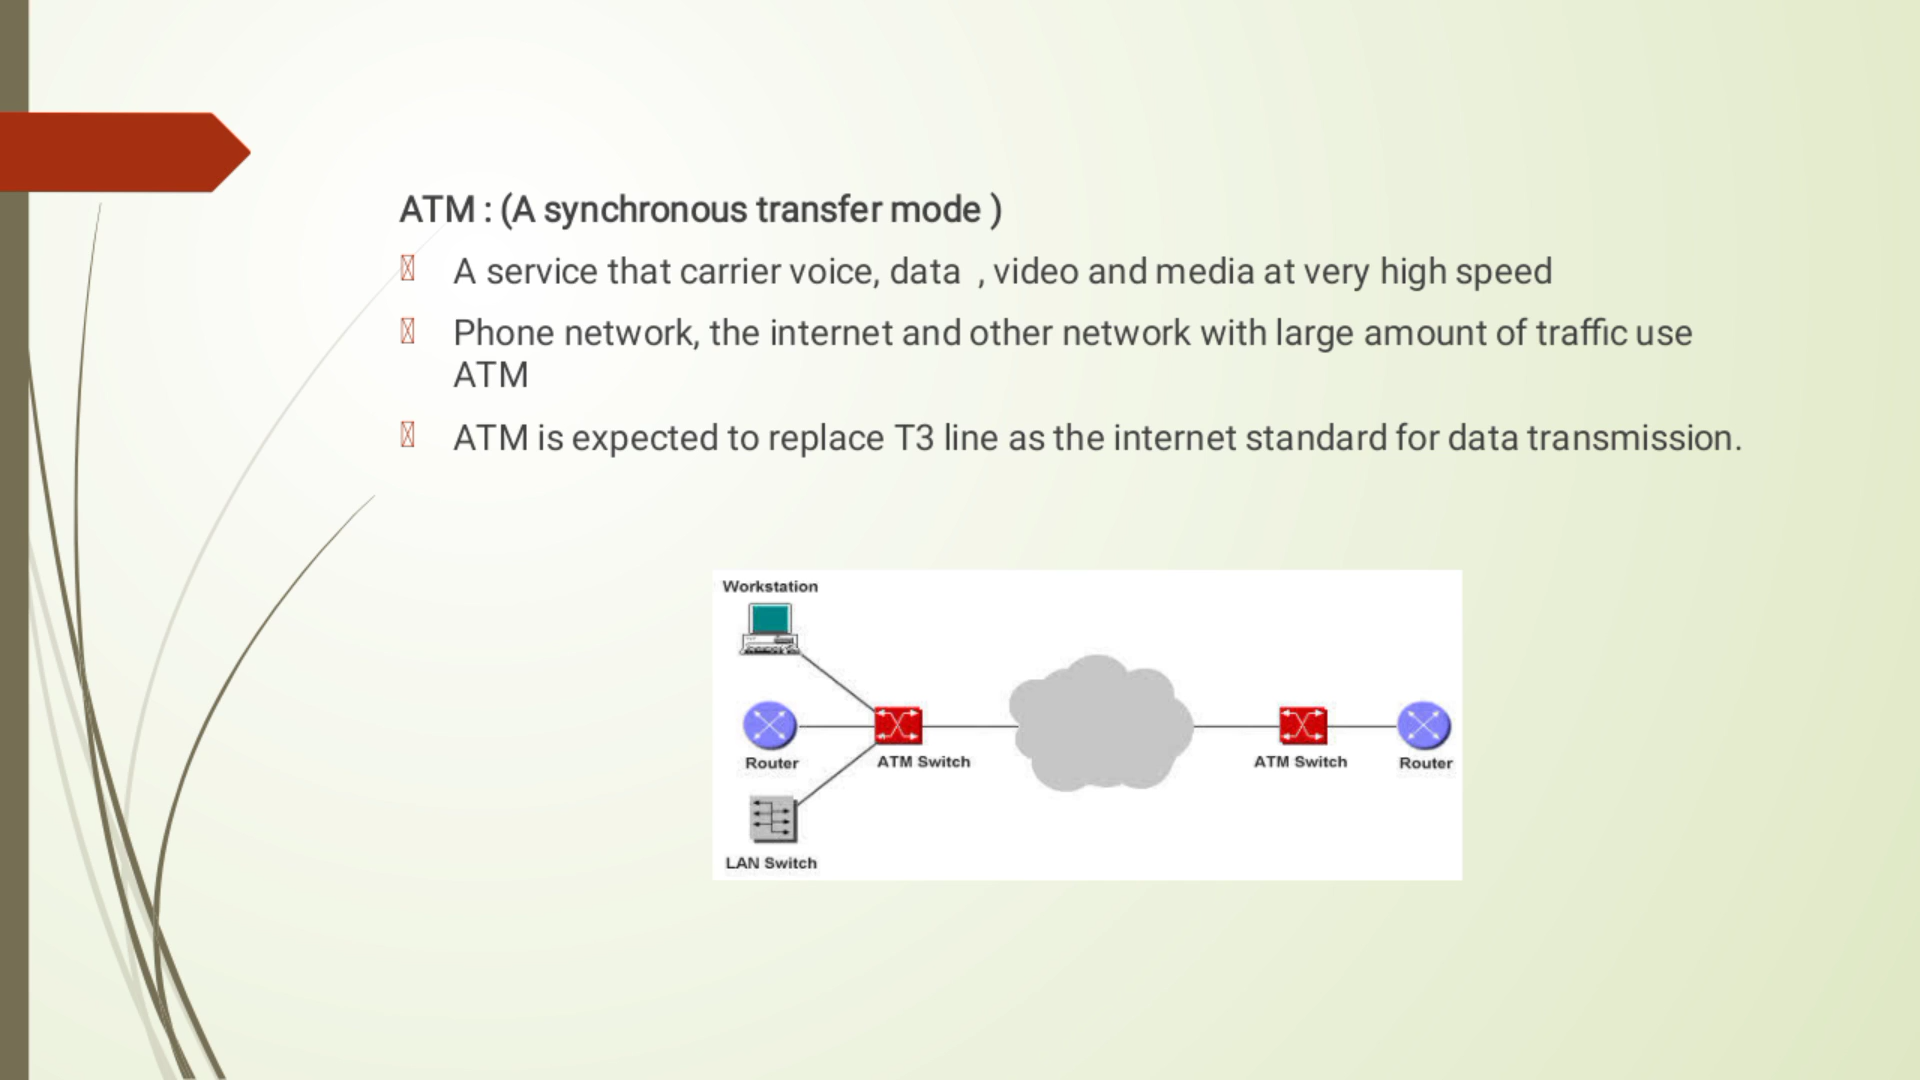 ATM : (A synchronous transfer mode )
A service that carrier voice, data  , video and media at very high speed
Phone network, the internet and other network with large amount of traffic use
ATM
ATM is expected to replace T3 line as the internet standard for data transmission.
Workstation
Router
ATM Switch
ATM Switch
Router
LAN Switch